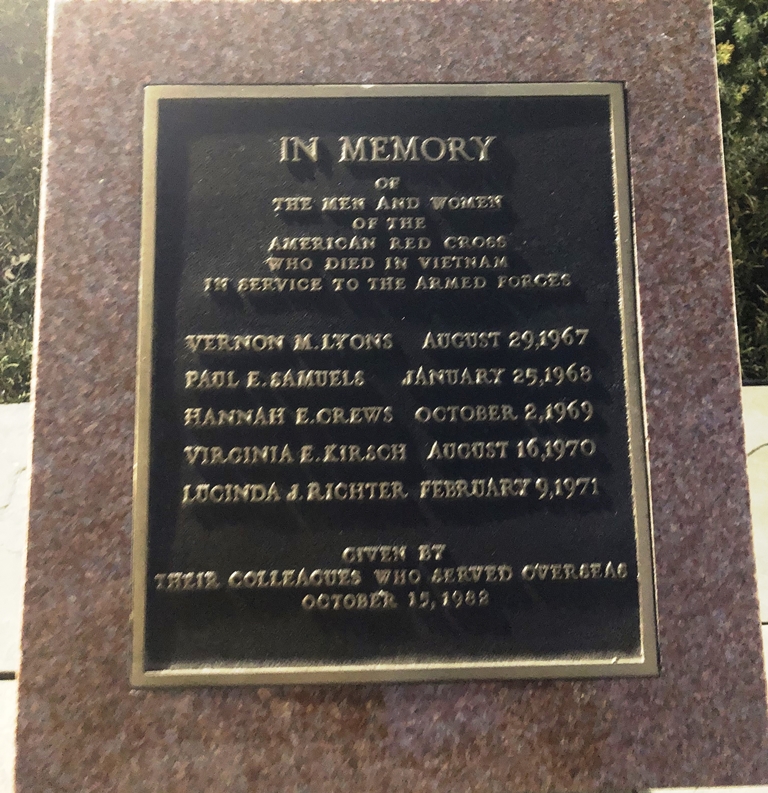 IN MEMORY
OF
THE MEN AND WOMEN
OF THE
AMERICAN RED CROSS
WHO DIED IN VIETNAM
IN SERVICE TO THE ARMED FORCES
VERNON M. LYONS AUGUST 29, 1967
PAUL E. SAMUELS JANUARY 25, 1968
HANNAH E. CREWS OCTOBER 2, 1969
VIRGINIA E. KIRSCH AUGUST 16, 1970
LUCINDA J. RICHTER FEBRUARY 9, 1971
GIVEN BY
THEIR COLLEAGUES WHO SERVED OVERSEAS
OCTOBER 15, 1988